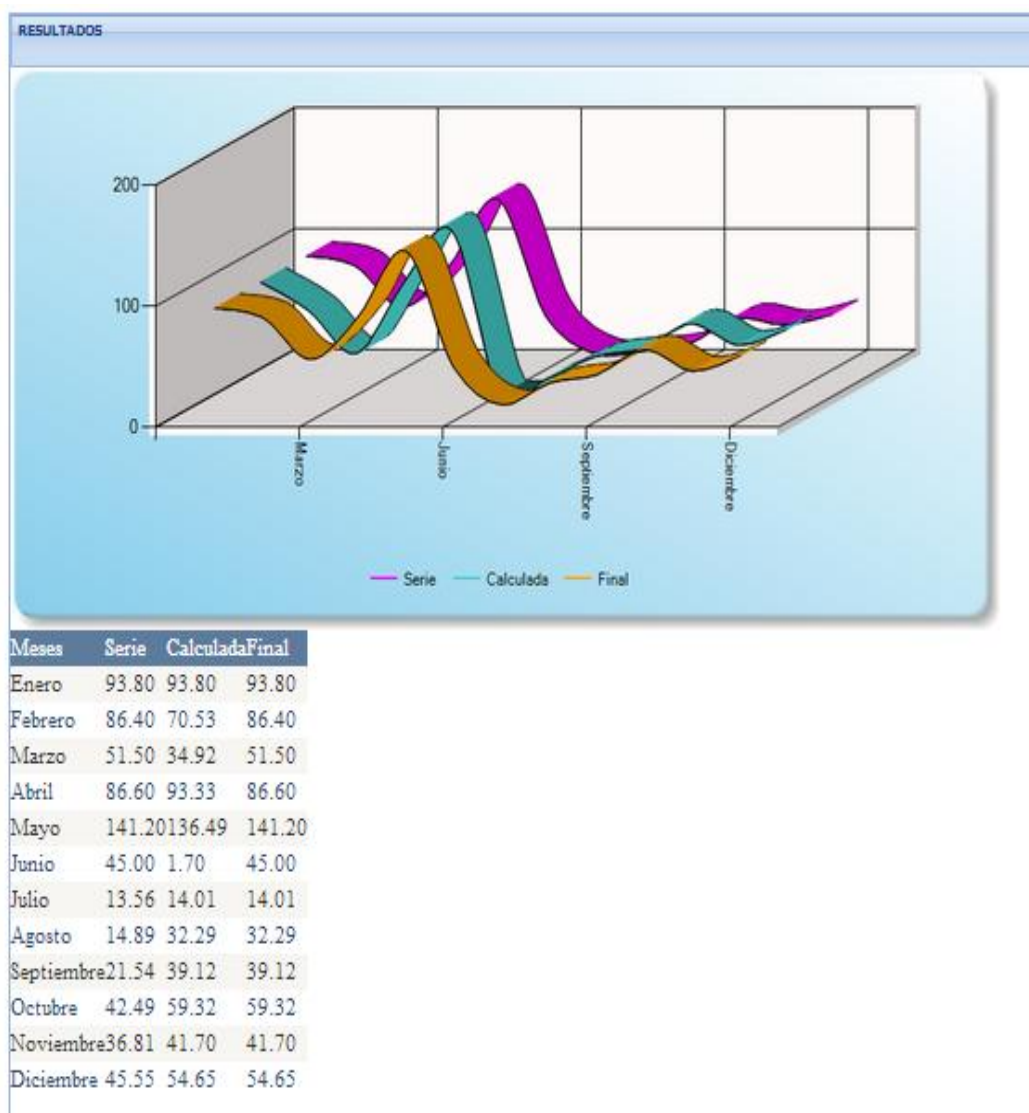 RESULTADOS
200
100
0
Marzo
Junio
Septiembre
Diciembre
Serie Calculada Final
Meses Serie CalculadaFinal
Enero 93.80 93.80 93.80
Febrero 86.40 70.53 86.40
Marzo 51.50 34.92 51.50
Abril 86.60 93.33 86.60
Mayo 141.20136.49 141.20
Junio 45.00 1.70 45.00
Julio 13.56 14.01 14.01
Agosto 14.89 32.29 32.29
Septiembre21.54 39.12 39.12
Octubre 42.49 59.32 59.32
Noviembre36.81 41.70 41.70
Diciembre 45.55 54.65 54.65